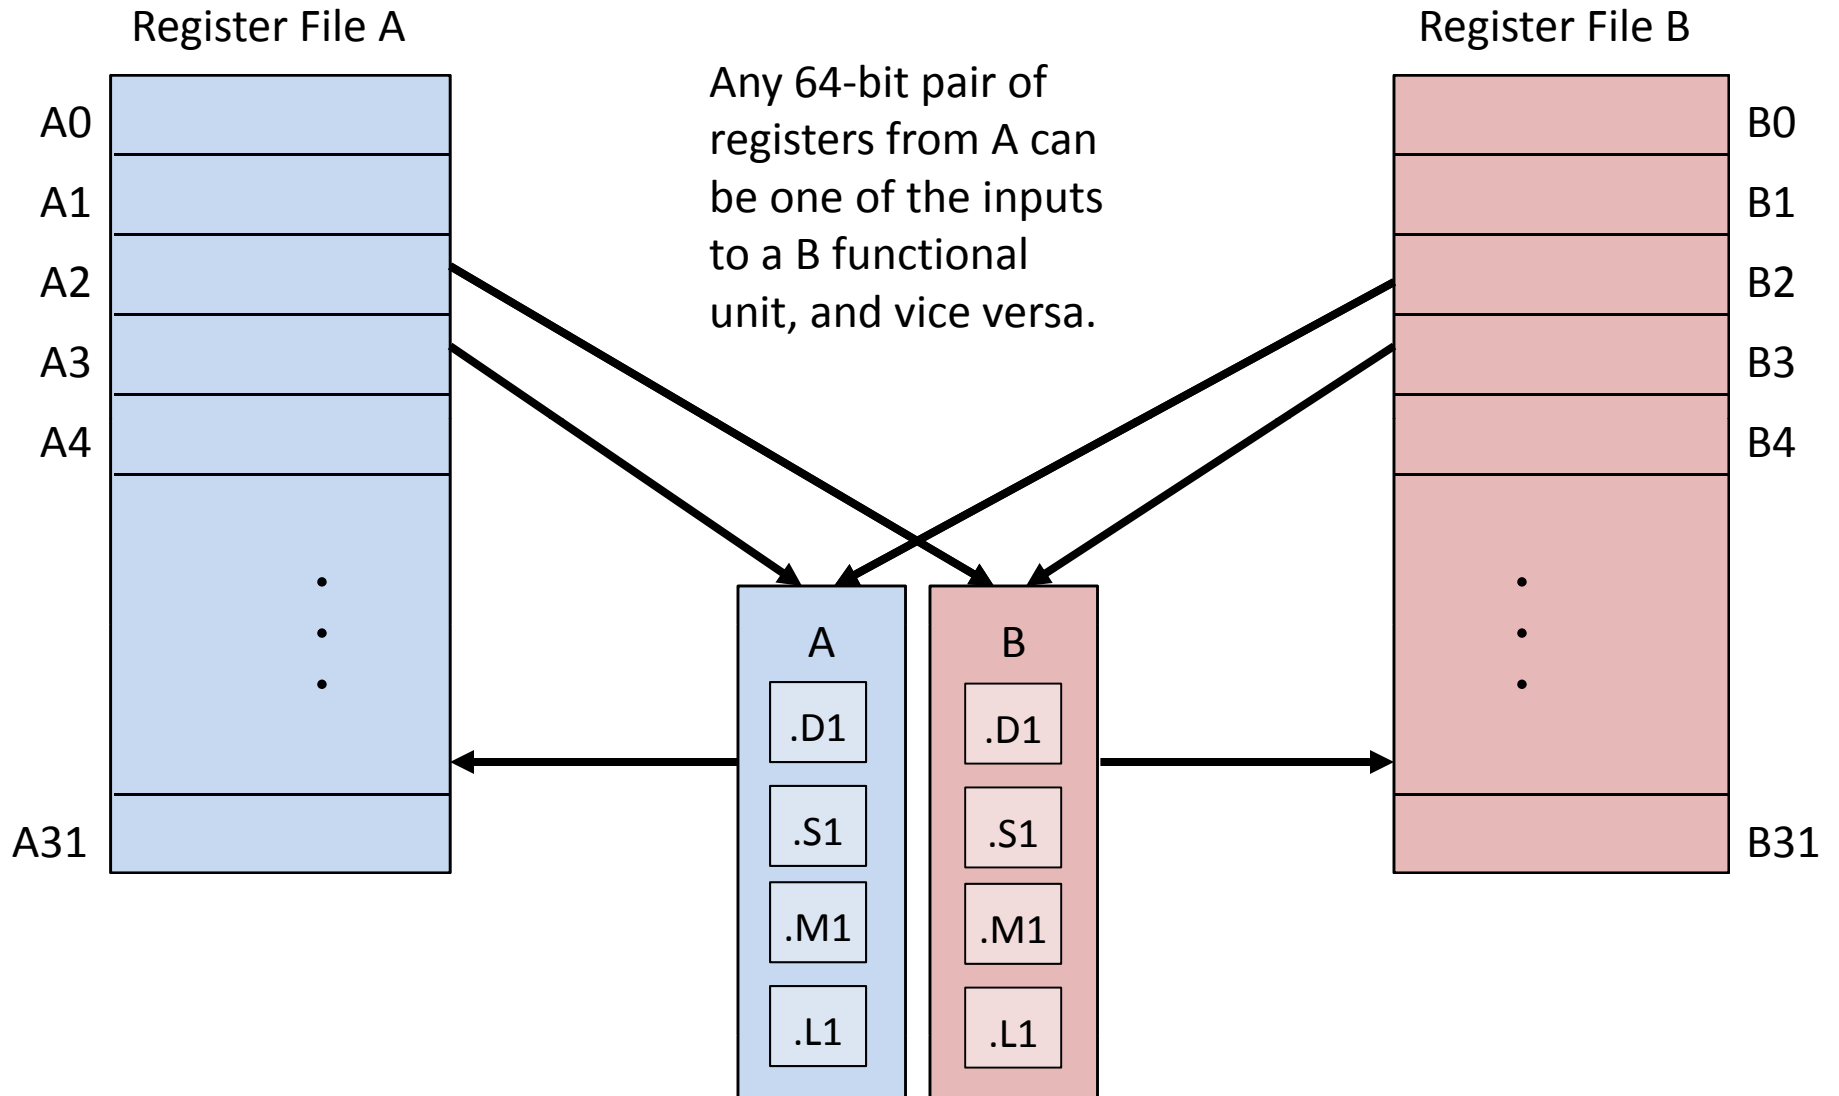 Register File A
Register File B
Any 64-bit pair of
registers from A can
be one of the inputs
to a B functional
unit, and vice versa.
A0
A1
A2
A3
A4
A31
B0
B1
B2
B3
B4
B31
A
.D1
.S1
.M1
.L1
B
.D1
.S1
.M1
.L1